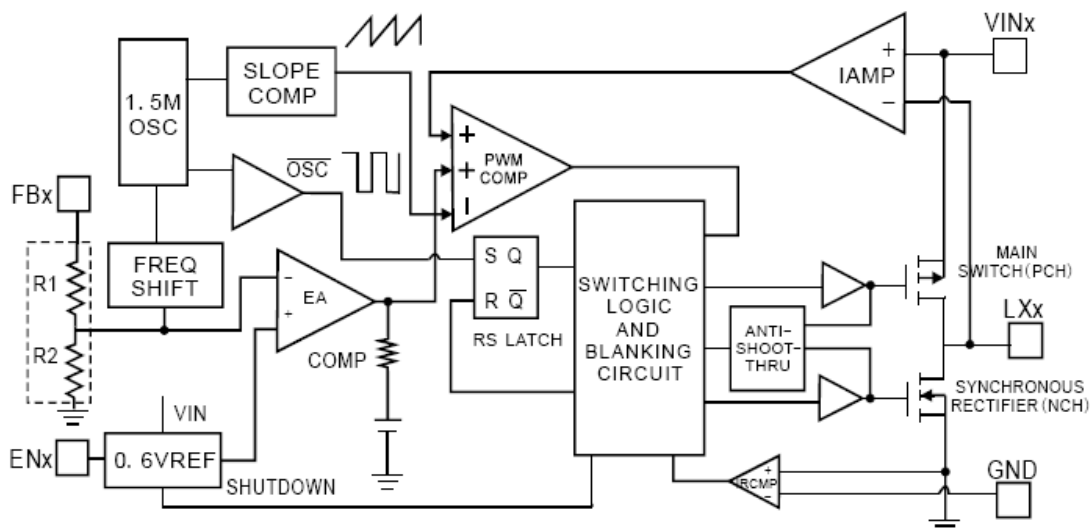 VINx
IAMP
+
−
SLOPE
COMP
1.5M
OSC
OSC
+
+
−
PWM
COMP
FBx
FREQ
SHIFT
R1
R2
−
EA
+
COMP
S Q
R Q
RS LATCH
SWITCHING
LOGIC
AND
BLANKING
CIRCUIT
ANTI-
SHOOT-
THRU
MAIN
SWITCH(PCH)
LXx
SYNCHRONOUS
RECTIFIER(NCH)
VIN
ENx
0.6VREF
SHUTDOWN
+
IRCMP
−
GND